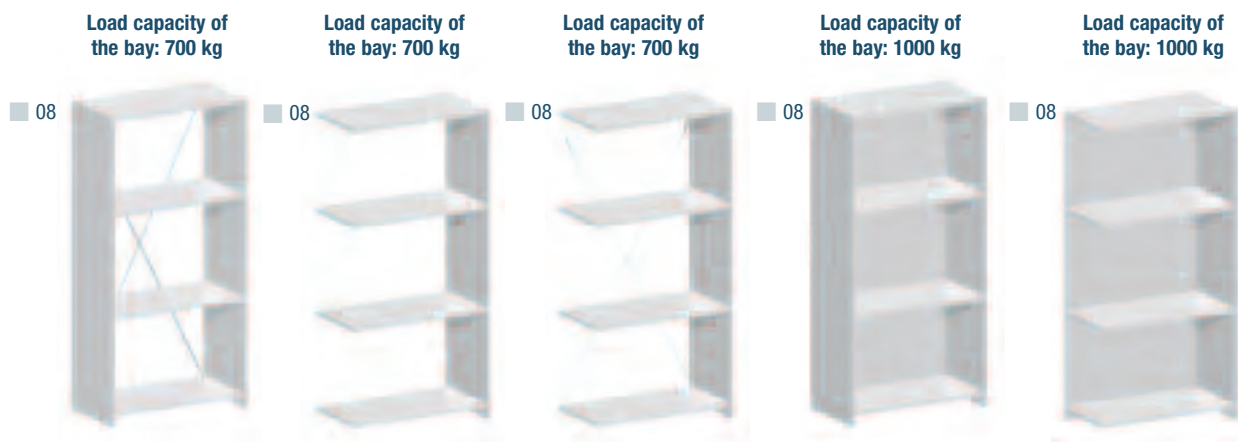 Load capacity of
the bay: 700 kg
Load capacity of
the bay: 700 kg
Load capacity of
the bay: 700 kg
Load capacity of
the bay: 1000 kg
Load capacity of
the bay: 1000 kg
08
08
08
08
08